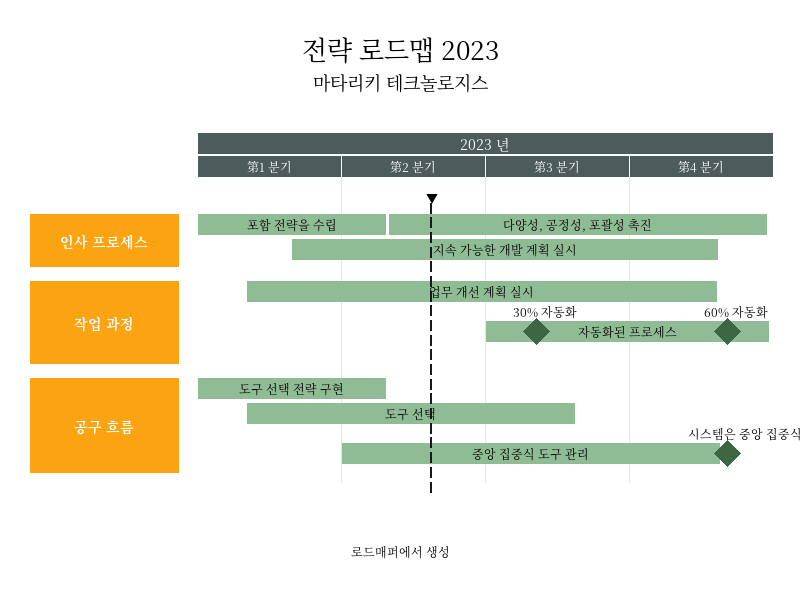 전략 로드맵 2023
마타리키 테크놀로지스
2023 년
第1 분기 第2 분기 第3 분기 第4 분기
인사 프로세스
포함 전략을 수립 다양성, 공정성, 포괄성 촉진
지속 가능한 개발 계획 실시
작업 과정
업무 개선 계획 실시
30% 자동화 60% 자동화
자동화된 프로세스
공구 흐름
도구 선택 전략 구현
도구 선택
시스템은 중앙 집중식
중앙 집중식 도구 관리
로드매퍼에서 생성